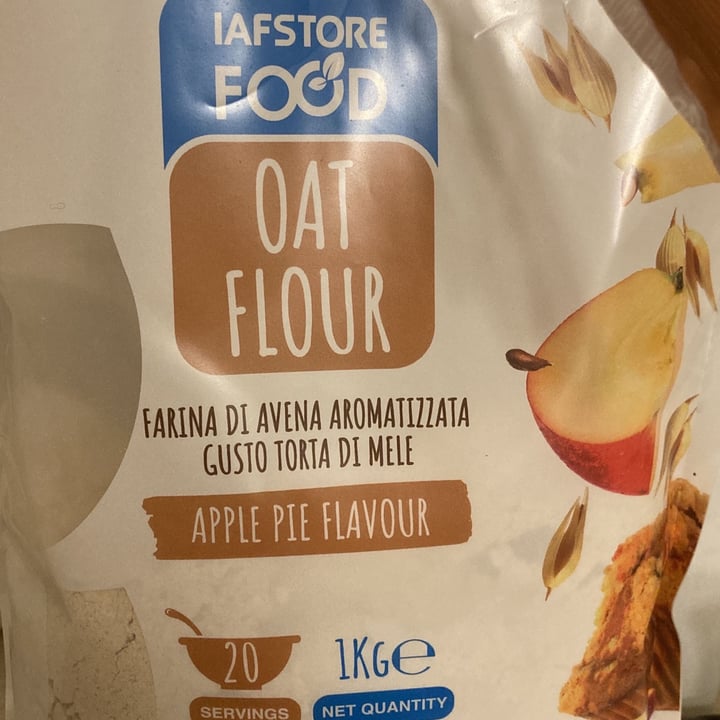 IAFSTORE
FOOD
OAT
FLOUR
FARINA DI AVENA AROMATIZZATA
GUSTO TORTA DI MELE
APPLE PIE FLAVOUR
20
SERVINGS
1KG℮
NET QUANTITY